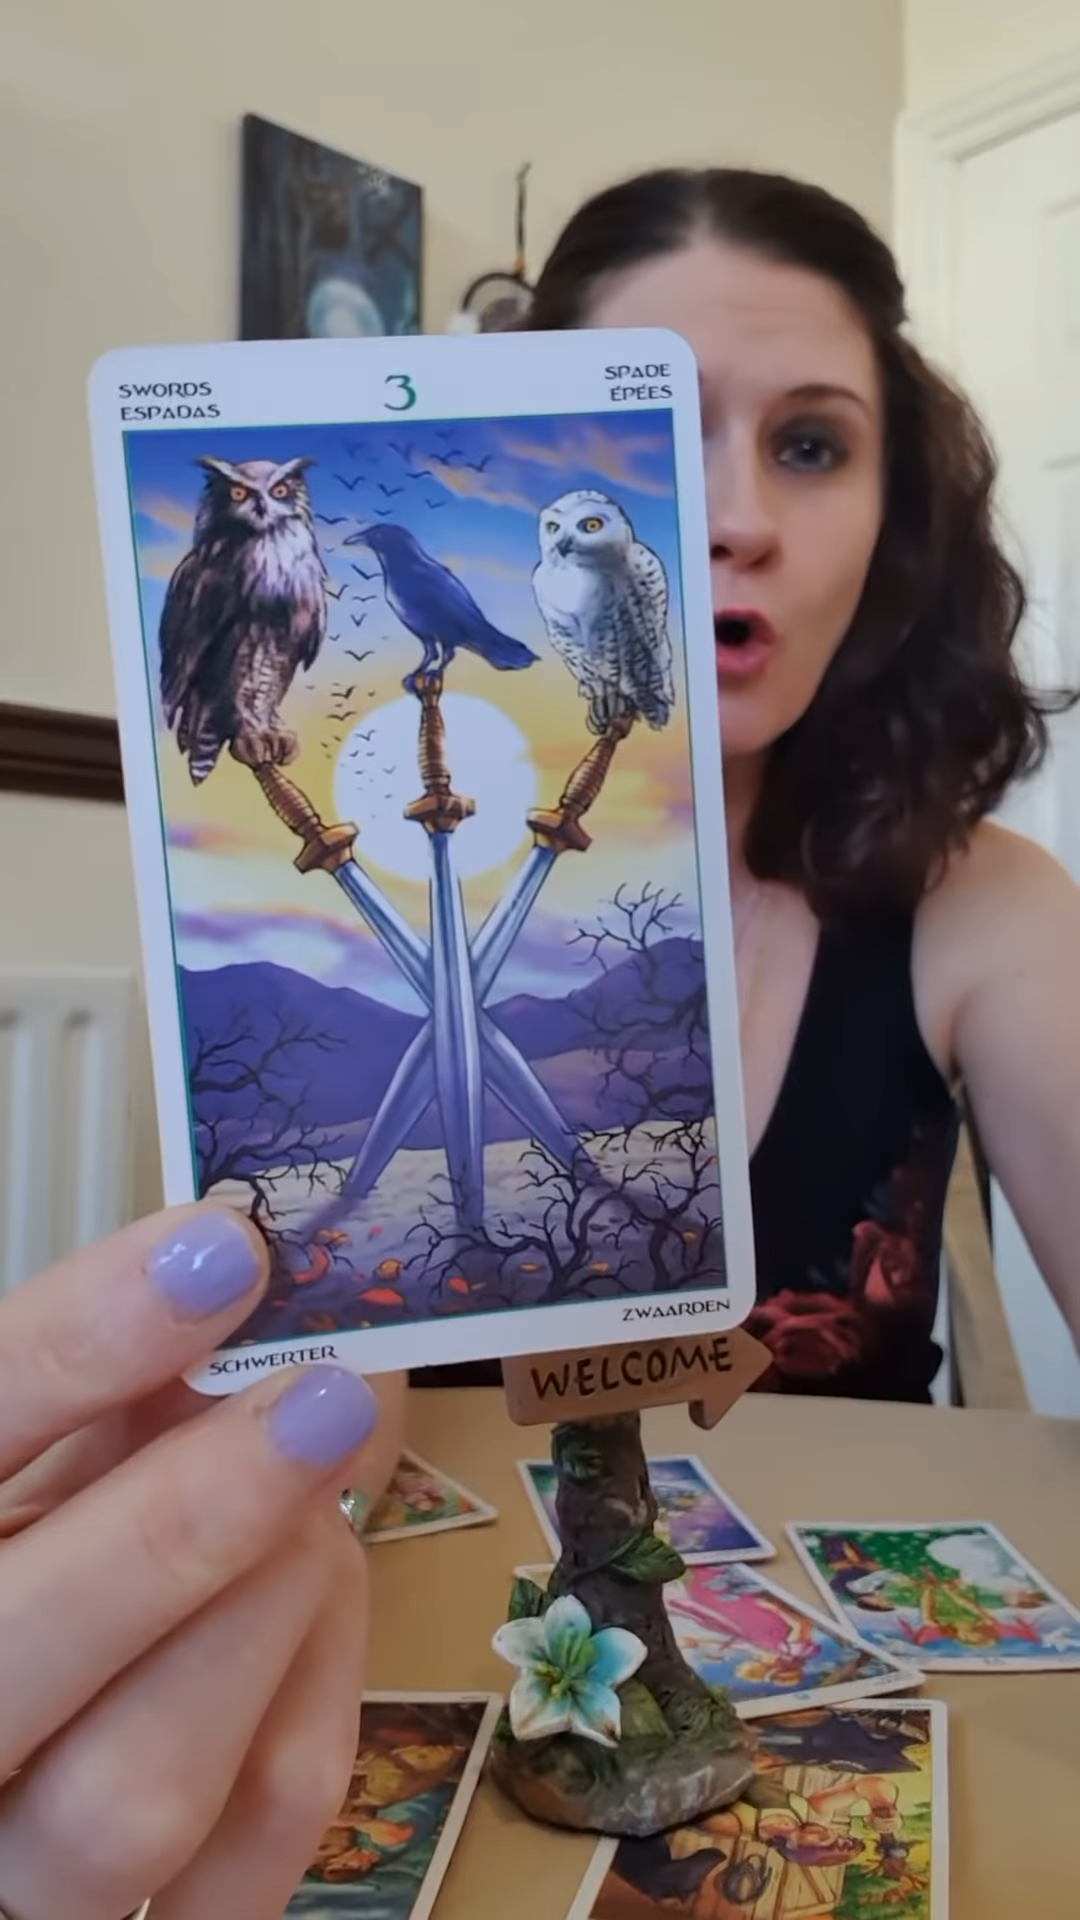 SWORDS
ESPADAS
3
SPADE
ÉPÉES
SCHWERTER
ZWAARDEN
WELCOME